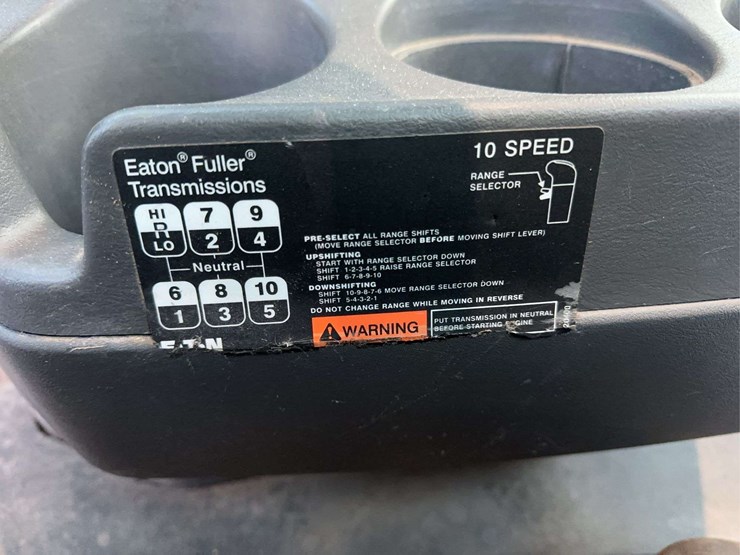 Eaton® Fuller®
Transmissions
10 SPEED
RANGE
SELECTOR
HI
R
LO
7
2
9
4
Neutral
6
1
8
3
10
5
PRE-SELECT ALL RANGE SHIFTS
(MOVE RANGE SELECTOR BEFORE MOVING SHIFT LEVER)
UPSHIFTING
START WITH RANGE SELECTOR DOWN
SHIFT 1-2-3-4-5 RAISE RANGE SELECTOR
SHIFT 6-7-8-9-10
DOWNSHIFTING
SHIFT 10-9-8-7-6 MOVE RANGE SELECTOR DOWN
SHIFT 5-4-3-2-1
DO NOT CHANGE RANGE WHILE MOVING IN REVERSE
WARNING
PUT TRANSMISSION IN NEUTRAL
BEFORE STARTING